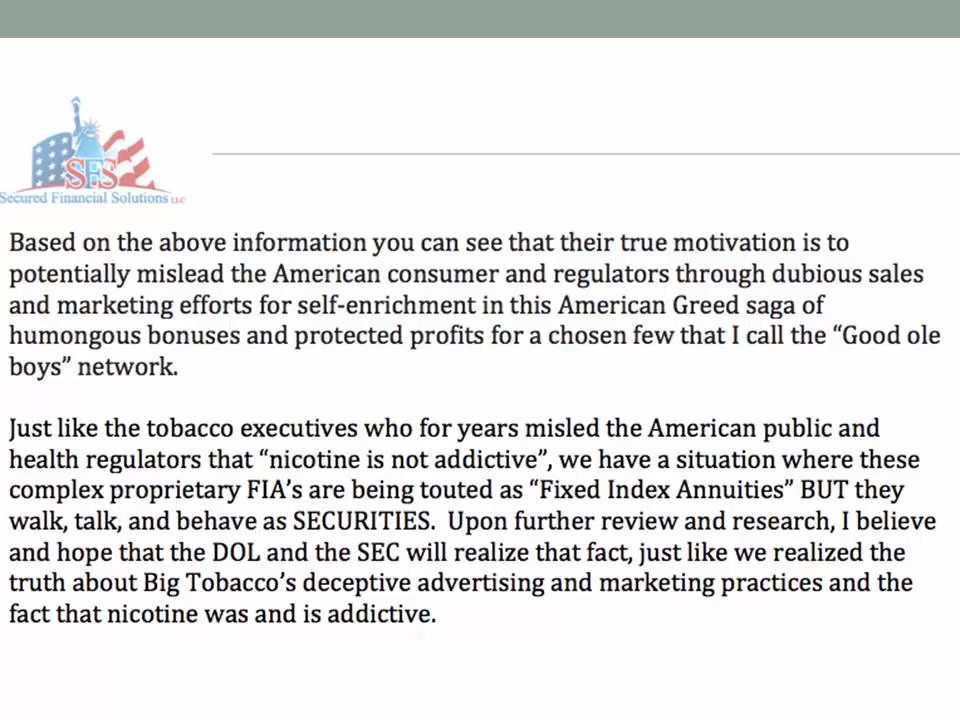 SFS
Secured Financial Solutions LLC
Based on the above information you can see that their true motivation is to
potentially mislead the American consumer and regulators through dubious sales
and marketing efforts for self-enrichment in this American Greed saga of
humongous bonuses and protected profits for a chosen few that I call the “Good ole
boys” network.
Just like the tobacco executives who for years misled the American public and
health regulators that “nicotine is not addictive”, we have a situation where these
complex proprietary FIA’s are being touted as “Fixed Index Annuities” BUT they
walk, talk, and behave as SECURITIES.  Upon further review and research, I believe
and hope that the DOL and the SEC will realize that fact, just like we realized the
truth about Big Tobacco’s deceptive advertising and marketing practices and the
fact that nicotine was and is addictive.